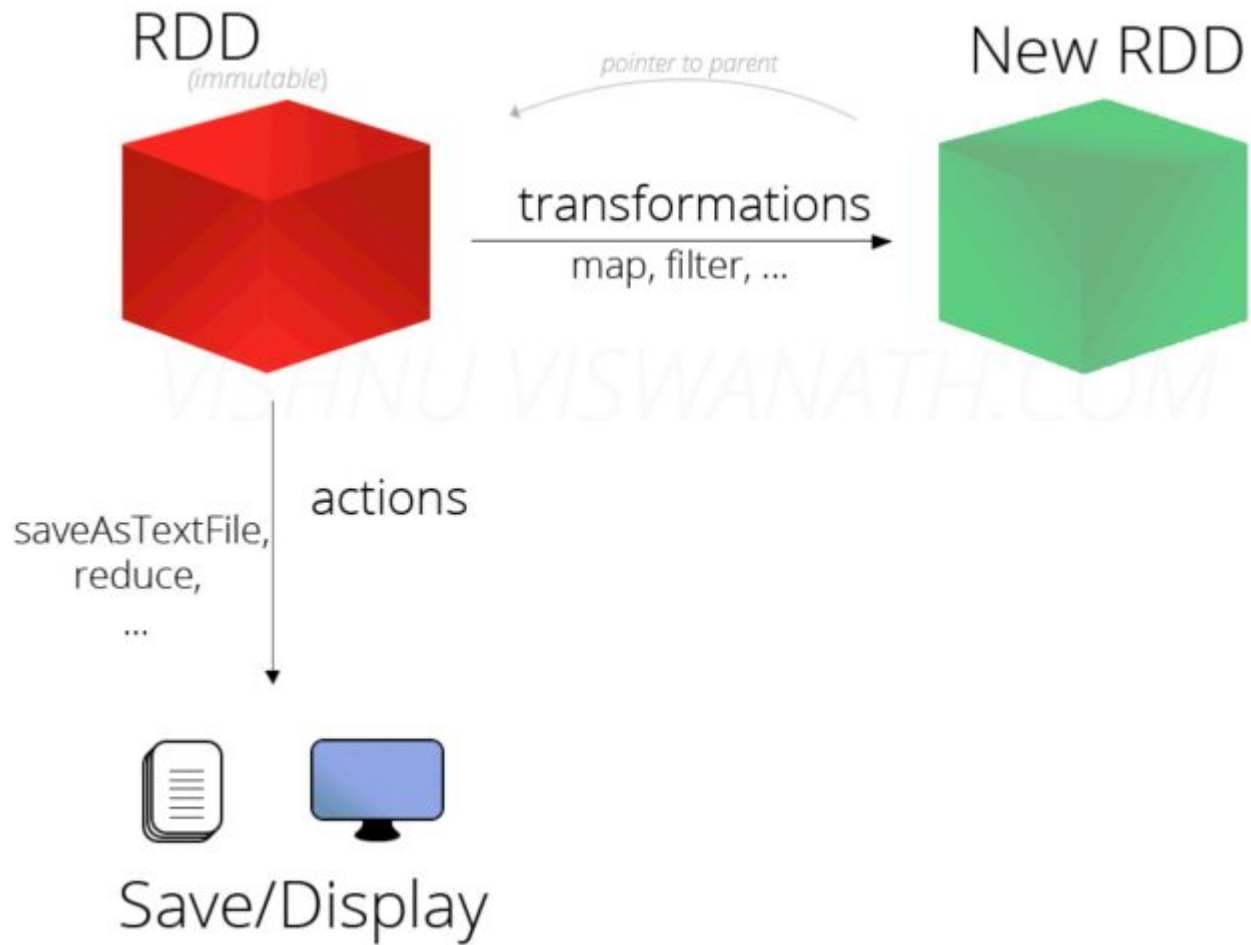 RDD
(immutable)
pointer to parent
New RDD
transformations
map, filter, ...
VISHNU VISWANATH.COM
actions
saveAsTextFile,
reduce,
...
Save/Display